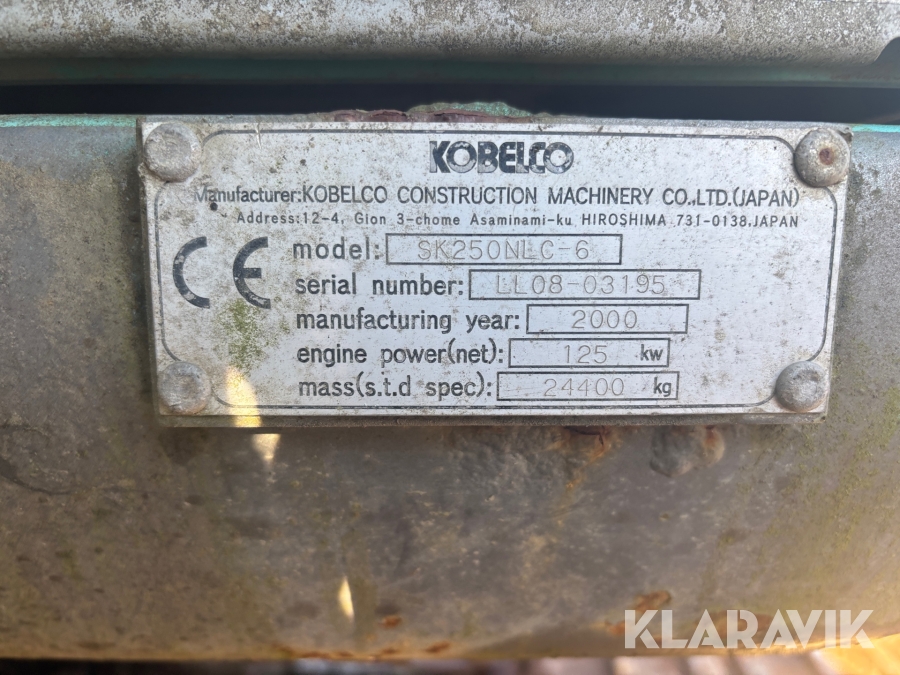 KOBELCO
Manufacturer:KOBELCO CONSTRUCTION MACHINERY CO.,LTD.(JAPAN)
Address:12-4, Gion 3-chome Asaminami-ku HIROSHIMA 731-0138,JAPAN
CE
model: SK250NLC-6
serial number: LL08-03195
manufacturing year: 2000
engine power(net): 125 kw
mass(s.t.d spec): 24400 kg
KLARAVIK